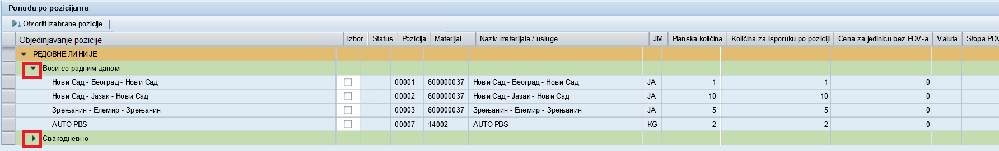 Ponuda po pozicijama
Otvoriti izabrane pozicije
Objedinjavanje pozicije Izbor Status Pozicija Materijal Naziv materijala / usluge JM Planska količina Količina za isporuku po poziciji Cena za jedinicu bez PDV-a Valuta Stopa PDV
РЕДОВНЕ ЛИНИЈЕ
Вози се радним даном
Нови Сад - Београд - Нови Сад 00001 600000037 Нови Сад - Београд - Нови Сад JA 1 1 0
Нови Сад - Јазак - Нови Сад 00002 600000037 Нови Сад - Јазак - Нови Сад JA 10 10 0
Зрењанин - Елемир - Зрењанин 00003 600000037 Зрењанин - Елемир - Зрењанин JA 5 5 0
AUTO PBS 00007 14002 AUTO PBS KG 2 2 0
Свакодневно